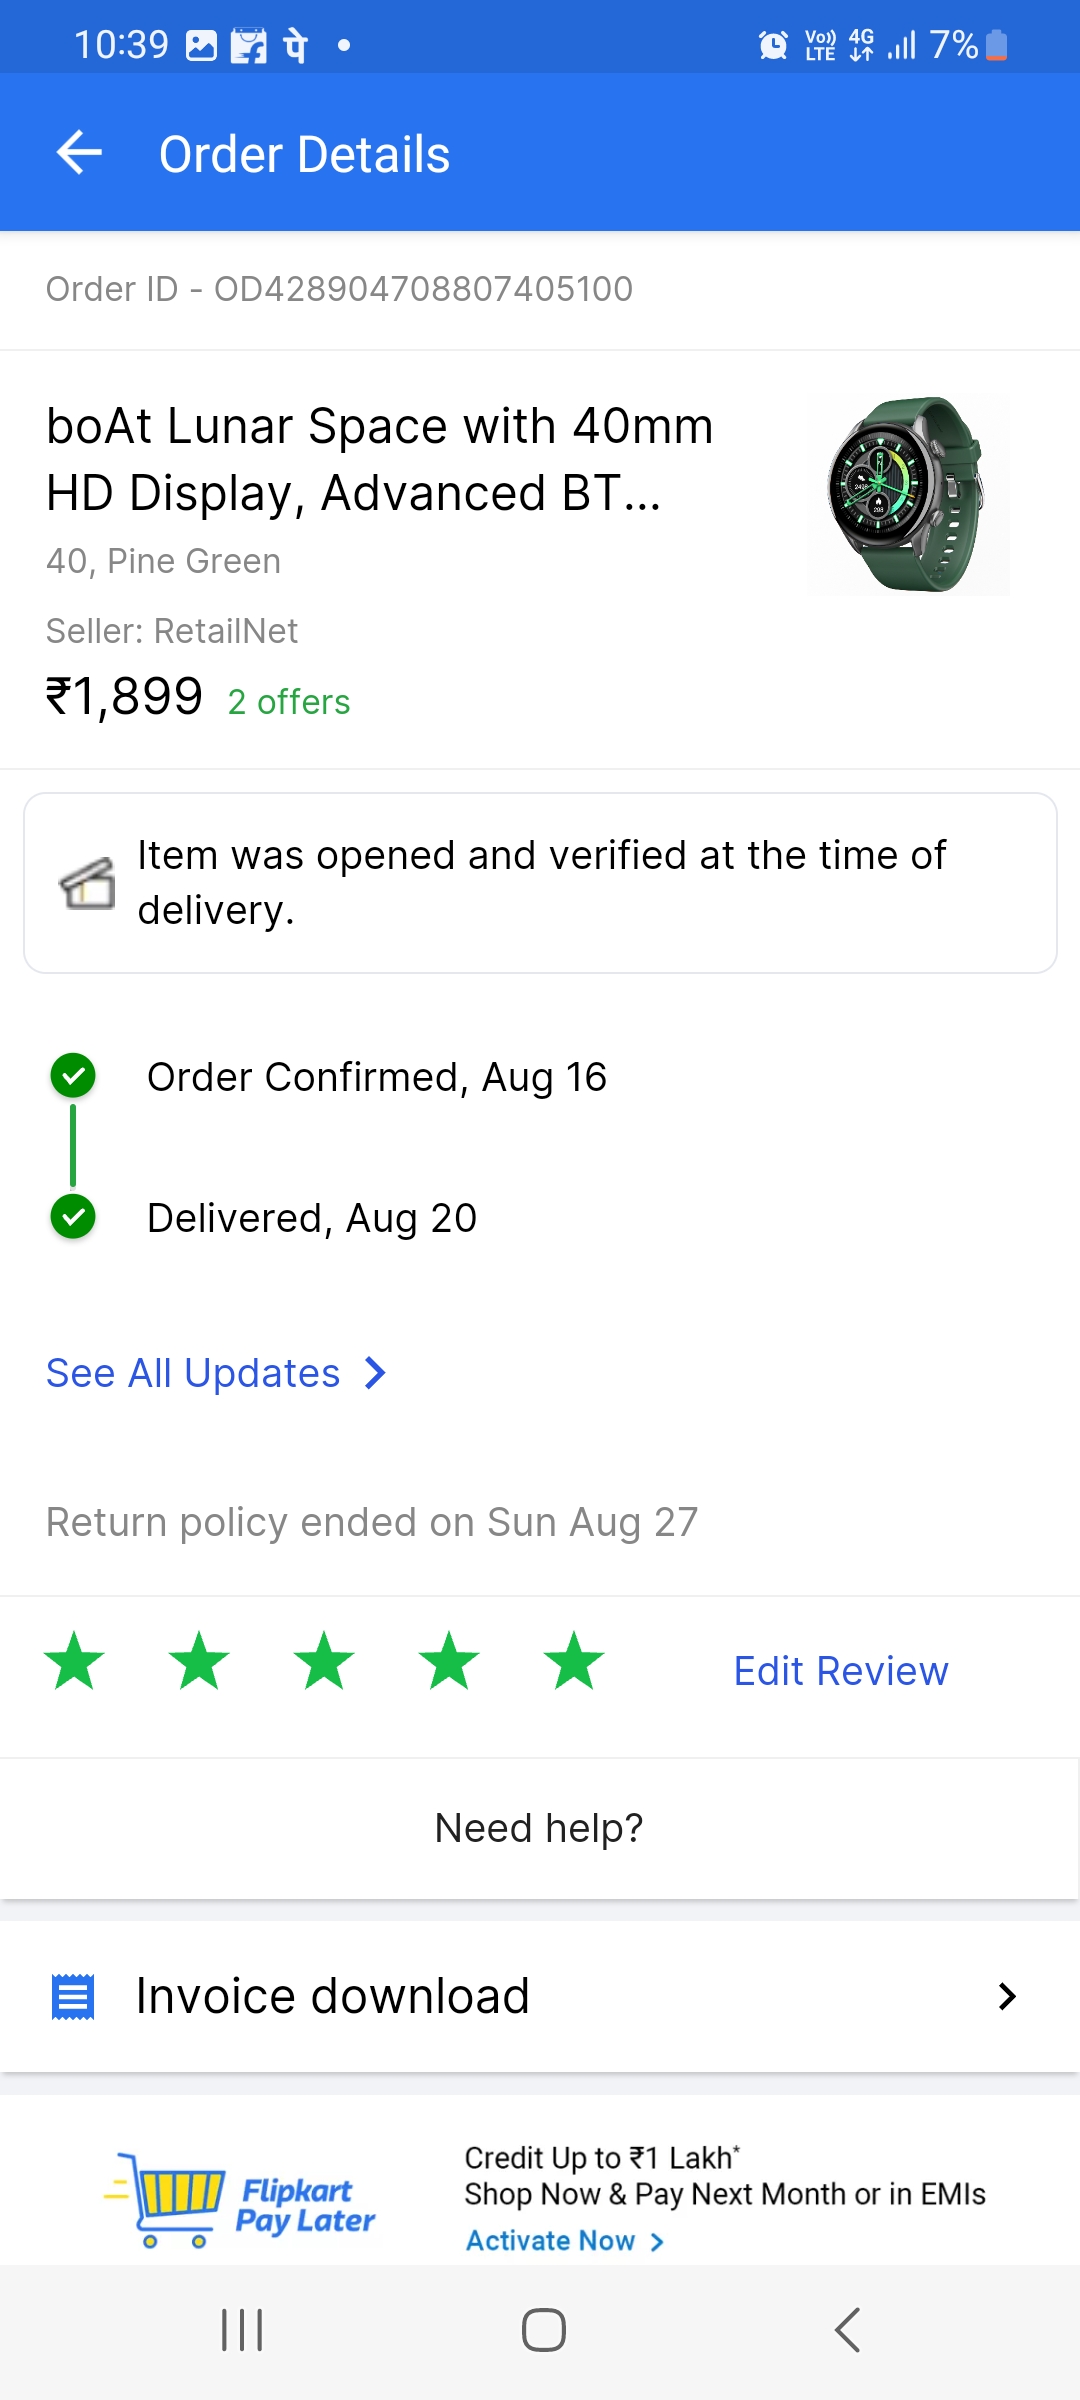 10:39 पे Vo)) LTE 4G 7%
Order Details
Order ID - OD428904708807405100
boAt Lunar Space with 40mm
HD Display, Advanced BT...
40, Pine Green
Seller: RetailNet
₹1,899 2 offers
Item was opened and verified at the time of
delivery.
Order Confirmed, Aug 16
Delivered, Aug 20
See All Updates
Return policy ended on Sun Aug 27
Edit Review
Need help?
Invoice download
Credit Up to ₹1 Lakh*
Shop Now & Pay Next Month or in EMIs
Activate Now
Flipkart
Pay Later